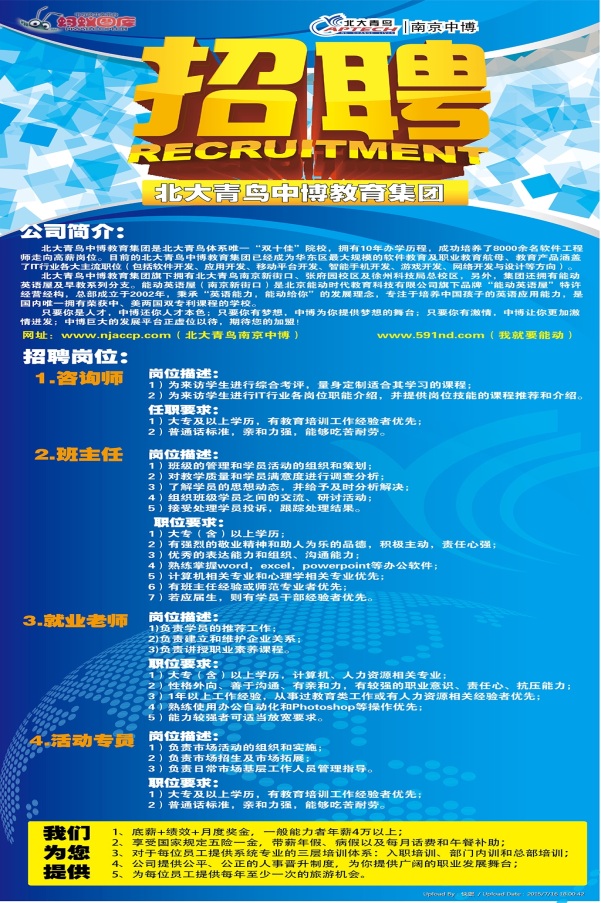 蚂蚁图库
北大青鸟
APTECH
南京中博
招聘
RECRUITMENT
北大青鸟中博教育集团
公司简介：
北大青鸟中博教育集团是北大青鸟体系唯一“双十佳”院校，拥有10年办学历程，成功培养了8000余名软件工程
师走向高薪岗位。目前的北大青鸟中博教育集团已经成为华东区最大规模的软件教育及职业教育航母、教育产品涵盖
了IT行业各大主流职位（包括软件开发、应用开发、移动平台开发、智能手机开发、游戏开发、网络开发与设计等方向）。
北大青鸟中博教育集团旗下拥有北大青鸟南京新街口、张府园校区及徐州科技局总校区，另外，集团还拥有能动
英语屋及早教系列分支。能动英语屋（南京新街口）是北京能动时代教育科技有限公司旗下品牌“能动英语屋”特许
经营经构，总部成立于2002年，秉承“英语能力，能动给你”的发展理念，专注于培养中国孩子的英语应用能力，是
国内唯一拥有荣获中、美两国双专利课程的学校。
只要你是人才，中博还你人才本色；只要你有梦想，中博为你提供梦想的舞台；只要你有激情，中博让你更加激
情迸发；中博巨大的发展平台正虚位以待，期待您的加盟！
网址：www.njaccp.com（北大青鸟南京中博） www.591nd.com（我就要能动）
招聘岗位：
1.咨询师
岗位描述：
1）为来访学生进行综合考评，量身定制适合其学习的课程；
2）为来访学生进行IT行业各岗位职能介绍，并提供岗位技能的课程推荐和介绍。
任职要求：
1）大专及以上学历，有教育培训工作经验者优先；
2）普通话标准，亲和力强，能够吃苦耐劳。
2.班主任
岗位描述：
1）班级的管理和学员活动的组织和策划；
2）对教学质量和学员满意度进行调查分析；
3）了解学员的思想动态，并给予及时分析解决；
4）组织班级学员之间的交流、研讨活动；
5）接受处理学员投诉，跟踪处理结果。
职位要求：
1）大专（含）以上学历；
2）有强烈的敬业精神和助人为乐的品德，积极主动，责任心强；
3）优秀的表达能力和组织、沟通能力；
4）熟练掌握word，excel，powerpoint等办公软件；
5）计算机相关专业和心理学相关专业优先；
6）有班主任经验或师范专业者优先；
7）若应届生，则有学员干部经验者优先。
3.就业老师
岗位描述：
1)负责学员的推荐工作；
2)负责建立和维护企业关系；
3)负责讲授职业素养课程。
职位要求：
1）大专（含）以上学历，计算机、人力资源相关专业；
2）性格外向、善于沟通、有亲和力，有较强的职业意识、责任心、抗压能力；
3）1年以上工作经验，从事过教育类工作或有人力资源相关经验者优先；
4）熟练使用办公自动化和Photoshop等操作优先；
5）能力较强者可适当放宽要求。
4.活动专员
岗位描述：
1）负责市场活动的组织和实施；
2）负责市场招生及市场拓展；
3）负责日常市场基层工作人员管理指导。
职位要求：
1）大专及以上学历，有教育培训工作经验者优先；
2）普通话标准，亲和力强，能够吃苦耐劳。
我们
为您
提供
1、底薪+绩效+月度奖金，一般能力者年薪4万以上；
2、享受国家规定五险一金，带薪年假、病假以及每月话费和午餐补助；
3、对于每位员工提供系统专业的三层培训体系：入职培训、部门内训和总部培训；
4、公司提供公平、公正的人事晋升制度，为你提供广阔的职业发展舞台；
5、为每位员工提供每年至少一次的旅游机会。